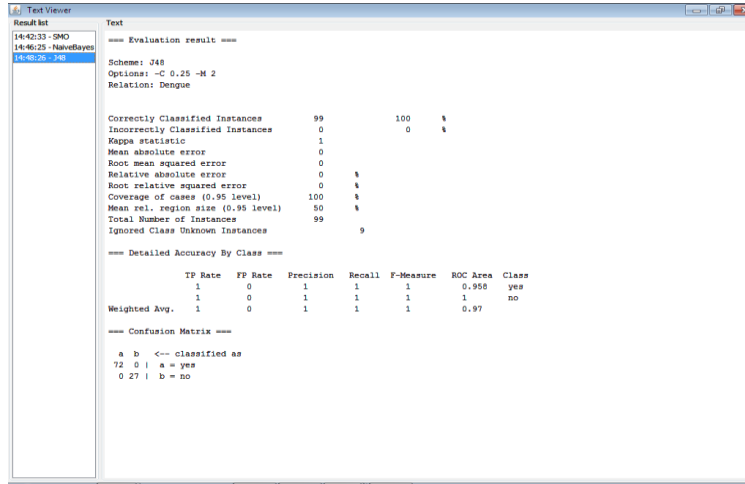 Text Viewer
Result list
Text
14:42:33 - SMO
14:46:25 - NaiveBayes
14:48:26 - J48
=== Evaluation result ===
Scheme: J48
Options: -C 0.25 -M 2
Relation: Dengue
Correctly Classified Instances 99 100 %
Incorrectly Classified Instances 0 0 %
Kappa statistic 1
Mean absolute error 0
Root mean squared error 0
Relative absolute error 0 %
Root relative squared error 0 %
Coverage of cases (0.95 level) 100 %
Mean rel. region size (0.95 level) 50 %
Total Number of Instances 99
Ignored Class Unknown Instances 9
=== Detailed Accuracy By Class ===
TP Rate FP Rate Precision Recall F-Measure ROC Area Class
1 0 1 1 1 0.958 yes
1 0 1 1 1 1 no
Weighted Avg. 1 0 1 1 1 0.97
=== Confusion Matrix ===
a b <-- classified as
72 0 | a = yes
0 27 | b = no